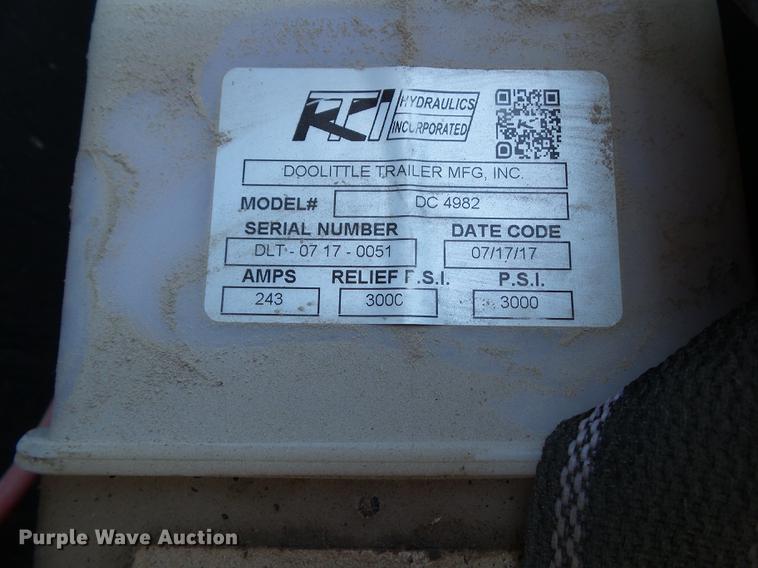 KTI HYDRAULICS
INCORPORATED
DOOLITTLE TRAILER MFG, INC.
MODEL# DC 4982
SERIAL NUMBER DATE CODE
DLT - 07 17 - 0051 07/17/17
AMPS RELIEF P.S.I. P.S.I.
243 3000 3000
Purple Wave Auction